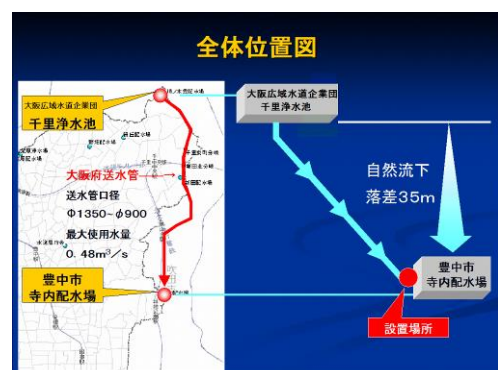 全体位置図
大阪広域水道企業団
千里浄水池
大阪府送水管
送水管口径
Φ1350~φ900
最大使用水量
0.48m³/s
豊中市
寺内配水場
大阪広域水道企業団
千里浄水池
自然流下
落差35m
豊中市
寺内配水場
設置場所